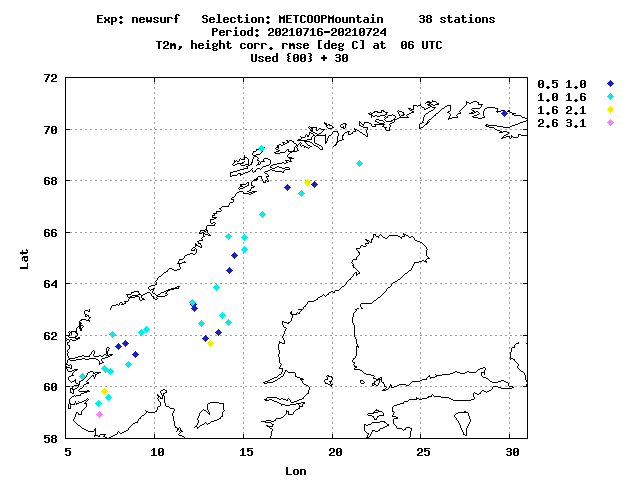 Exp: newsurf   Selection: METCOOPMountain     38 stations
Period: 20210716-20210724
T2m, height corr. rmse [deg C] at  06 UTC
Used {00} + 30
0.5 1.0
1.0 1.6
1.6 2.1
2.6 3.1
72
70
68
66
64
62
60
58
Lat
5 10 15 20 25 30
Lon